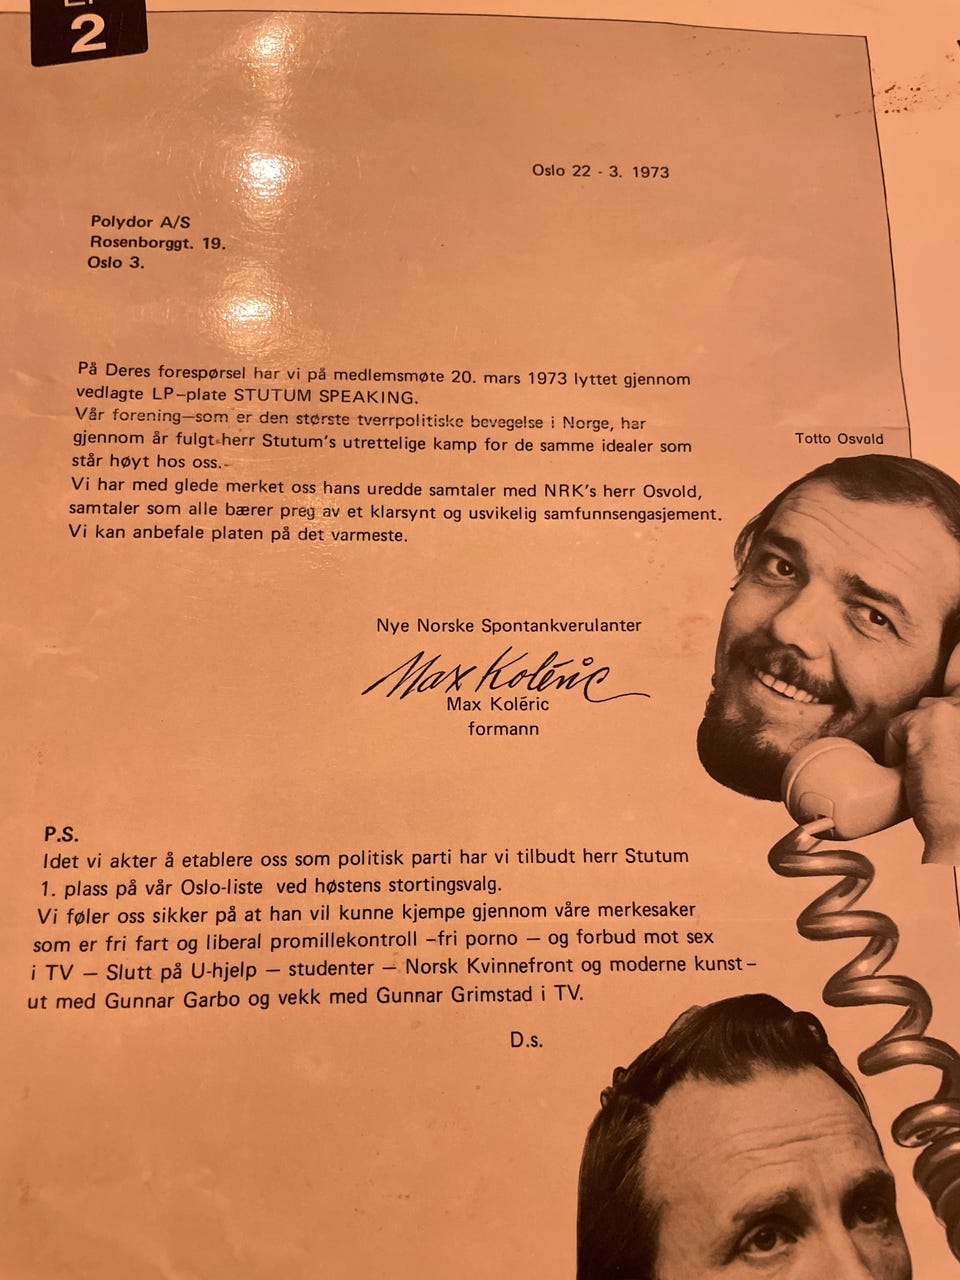 2
Oslo 22 - 3. 1973
Polydor A/S
Rosenborggt. 19.
Oslo 3.
På Deres forespørsel har vi på medlemsmøte 20. mars 1973 lyttet gjennom
vedlagte LP-plate STUTUM SPEAKING.
Vår forening—som er den største tverrpolitiske bevegelse i Norge, har
gjennom år fulgt herr Stutum's utrettelige kamp for de samme idealer som
står høyt hos oss.
Vi har med glede merket oss hans uredde samtaler med NRK's herr Osvold,
samtaler som alle bærer preg av et klarsynt og usvikelig samfunnsengasjement.
Vi kan anbefale platen på det varmeste.
Totto Osvold
Nye Norske Spontankverulanter
Max Koléric
Max Koléric
formann
P.S.
Idet vi akter å etablere oss som politisk parti har vi tilbudt herr Stutum
1. plass på vår Oslo-liste ved høstens stortingsvalg.
Vi føler oss sikker på at han vil kunne kjempe gjennom våre merkesaker
som er fri fart og liberal promillekontroll –fri porno – og forbud mot sex
i TV – Slutt på U-hjelp – studenter – Norsk Kvinnefront og moderne kunst–
ut med Gunnar Garbo og vekk med Gunnar Grimstad i TV.
D.s.